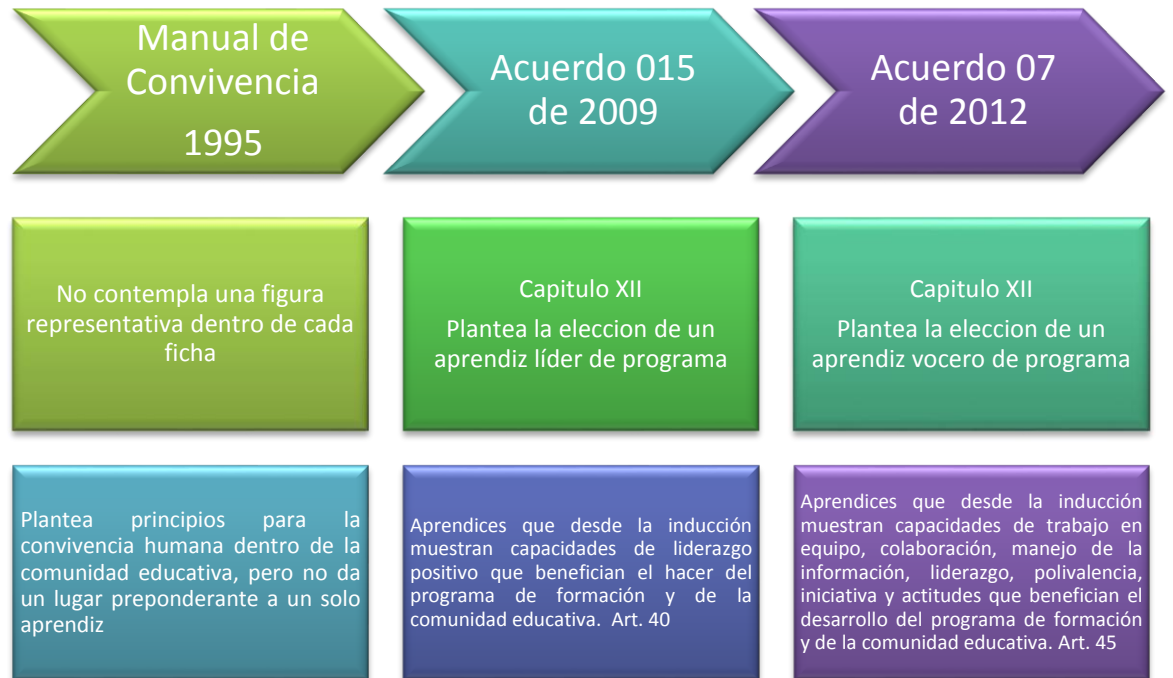 Manual de
Convivencia
1995
Acuerdo 015
de 2009
Acuerdo 07
de 2012
No contempla una figura
representativa dentro de cada
ficha
Capitulo XII
Plantea la eleccion de un
aprendiz líder de programa
Capitulo XII
Plantea la eleccion de un
aprendiz vocero de programa
Plantea principios para la
convivencia humana dentro de la
comunidad educativa, pero no da
un lugar preponderante a un solo
aprendiz
Aprendices que desde la inducción
muestran capacidades de liderazgo
positivo que benefician el hacer del
programa de formación y de la
comunidad educativa. Art. 40
Aprendices que desde la inducción
muestran capacidades de trabajo en
equipo, colaboración, manejo de la
información, liderazgo, polivalencia,
iniciativa y actitudes que benefician el
desarrollo del programa de formación
y de la comunidad educativa. Art. 45